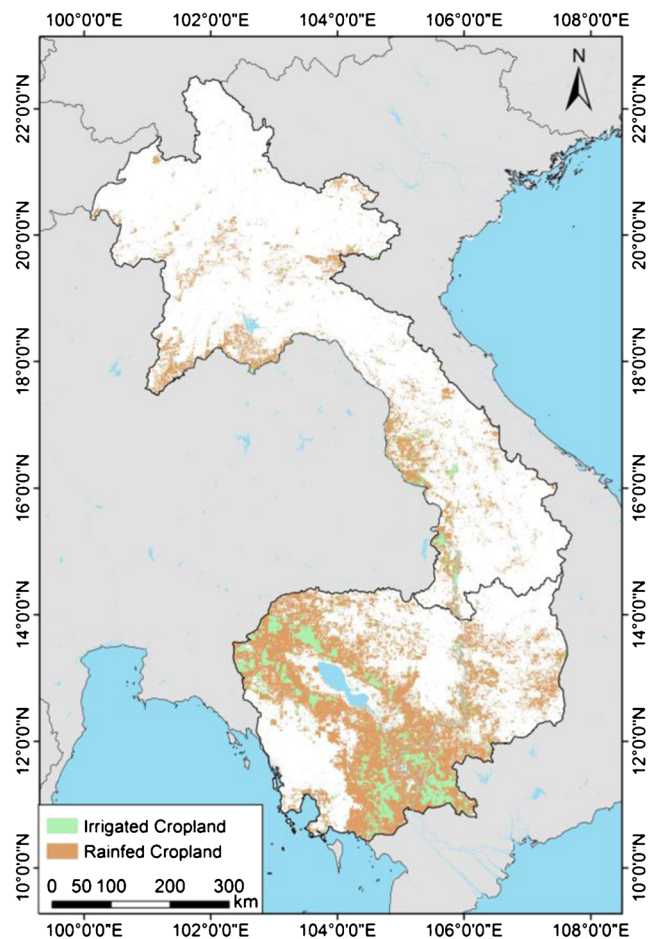 100°0'0"E 102°0'0"E 104°0'0"E 106°0'0"E 108°0'0"E
N
22°0'0"N 22°0'0"N
20°0'0"N 20°0'0"N
18°0'0"N 18°0'0"N
16°0'0"N 16°0'0"N
14°0'0"N 14°0'0"N
12°0'0"N 12°0'0"N
10°0'0"N 10°0'0"N
Irrigated Cropland
Rainfed Cropland
0 50 100 200 300
km
100°0'0"E 102°0'0"E 104°0'0"E 106°0'0"E 108°0'0"E